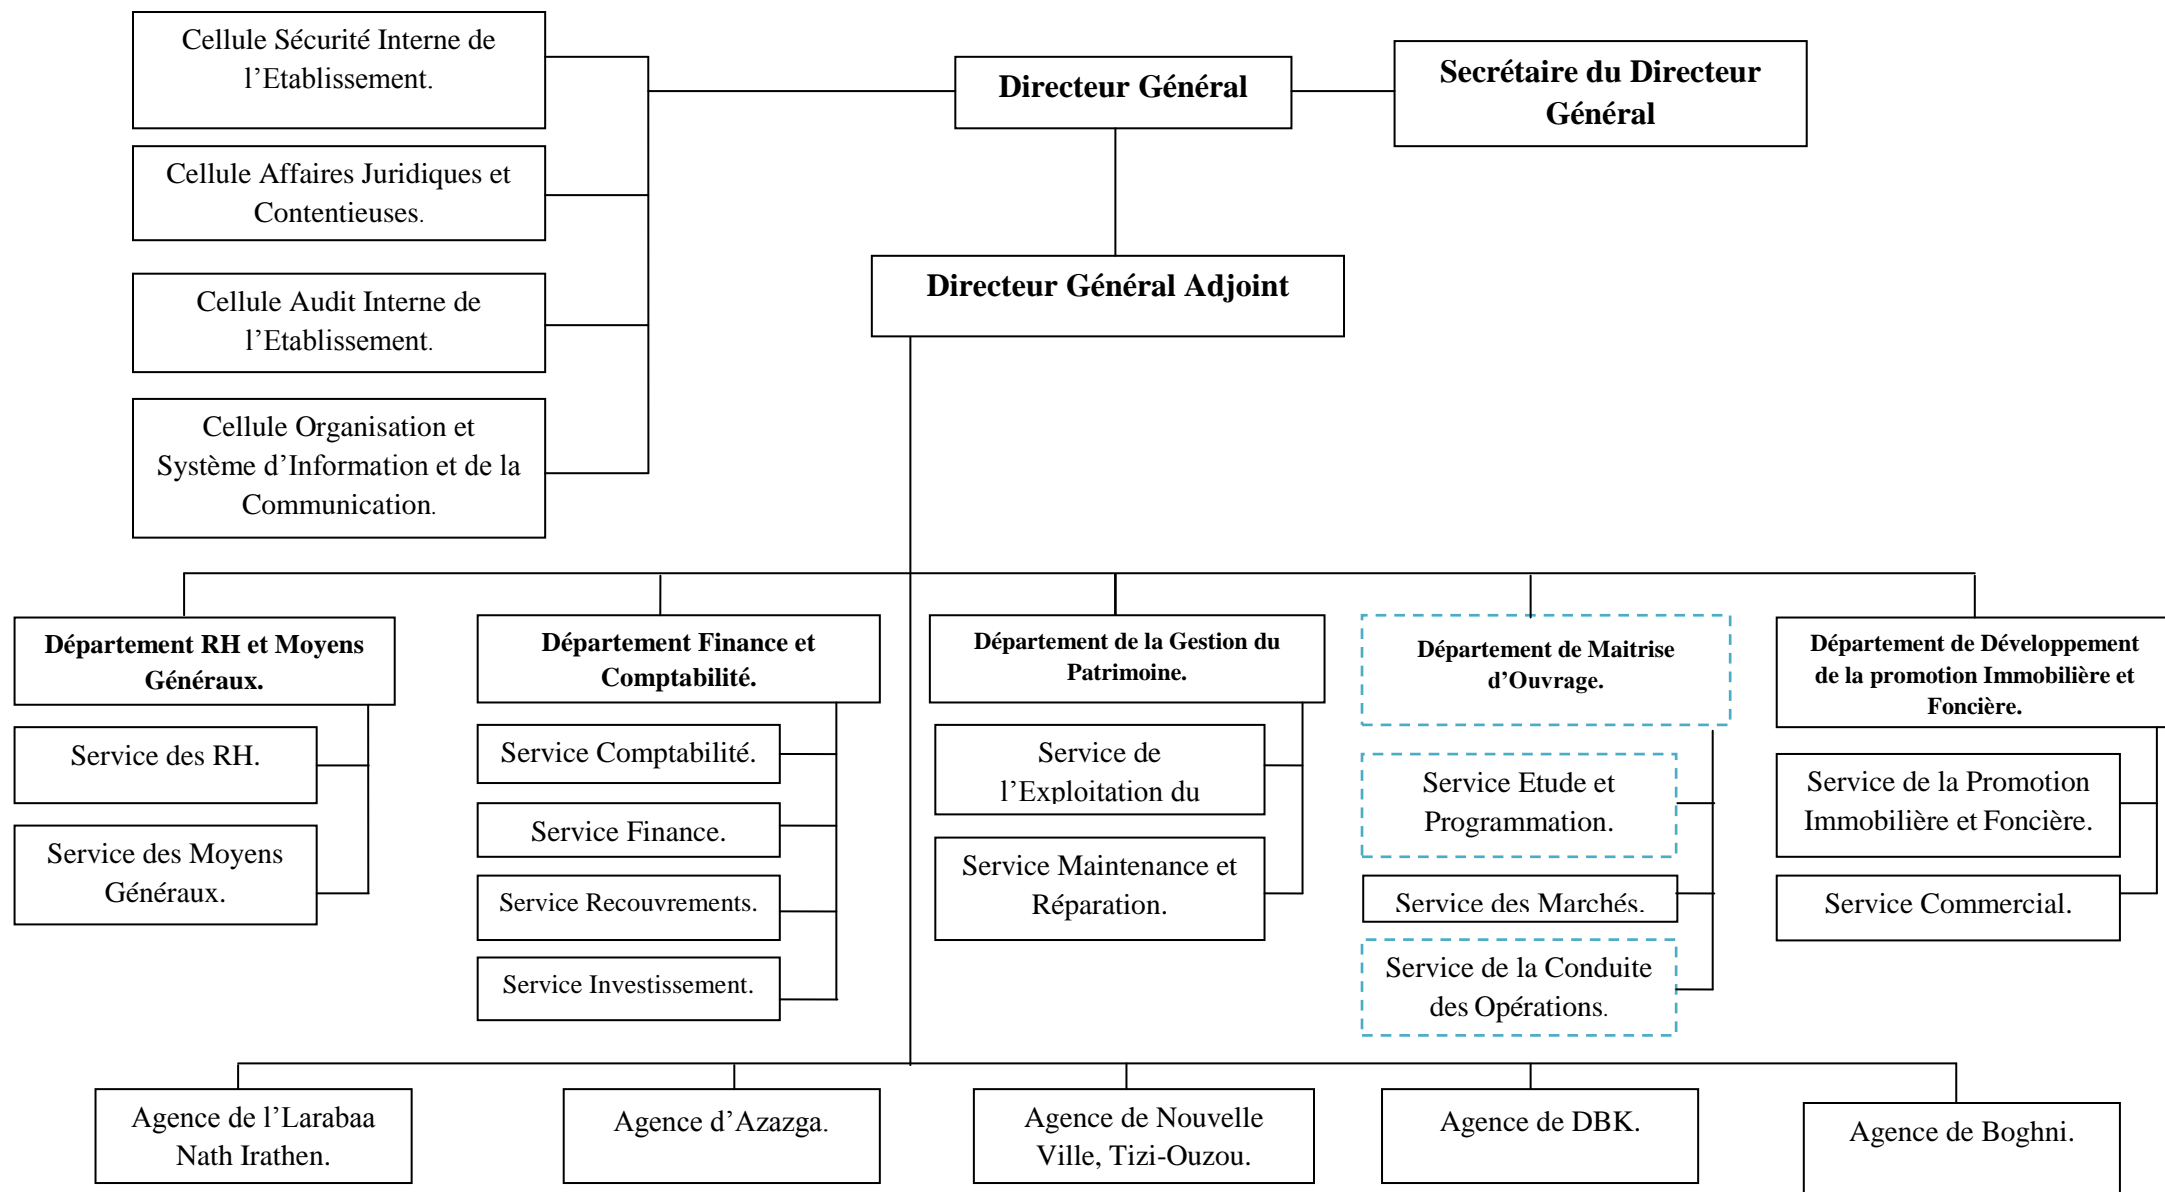 Cellule Sécurité Interne de
l’Etablissement.
Directeur Général
Secrétaire du Directeur
Général
Cellule Affaires Juridiques et
Contentieuses.
Directeur Général Adjoint
Cellule Audit Interne de
l’Etablissement.
Cellule Organisation et
Système d’Information et de la
Communication.
Département RH et Moyens
Généraux.
Service des RH.
Service des Moyens
Généraux.
Département Finance et
Comptabilité.
Service Comptabilité.
Service Finance.
Service Recouvrements.
Service Investissement.
Département de la Gestion du
Patrimoine.
Service de
l’Exploitation du
Service Maintenance et
Réparation.
Département de Maitrise
d’Ouvrage.
Service Etude et
Programmation.
Service des Marchés.
Service de la Conduite
des Opérations.
Département de Développement
de la promotion Immobilière et
Foncière.
Service de la Promotion
Immobilière et Foncière.
Service Commercial.
Agence de l’Larabaa
Nath Irathen.
Agence d’Azazga.
Agence de Nouvelle
Ville, Tizi-Ouzou.
Agence de DBK.
Agence de Boghni.